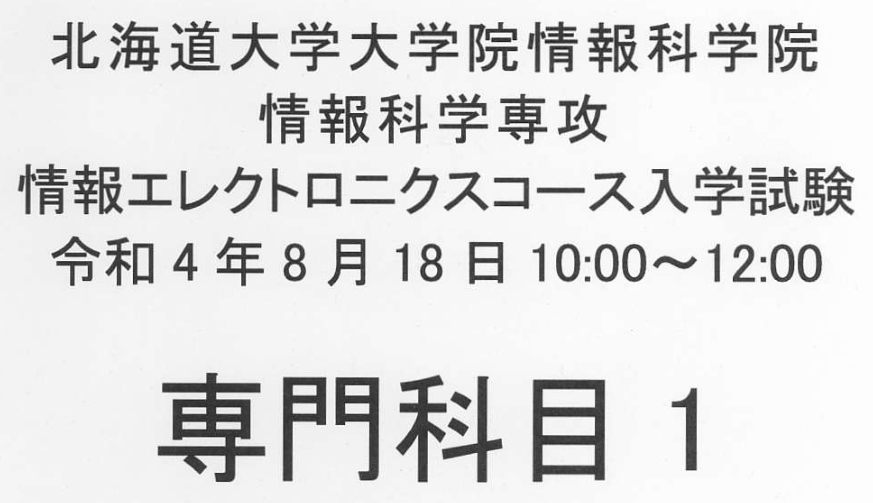 北海道大学大学院情報科学院
情報科学専攻
情報エレクトロニクスコース入学試験
令和 4 年 8 月 18 日 10:00～12:00
専門科目 1